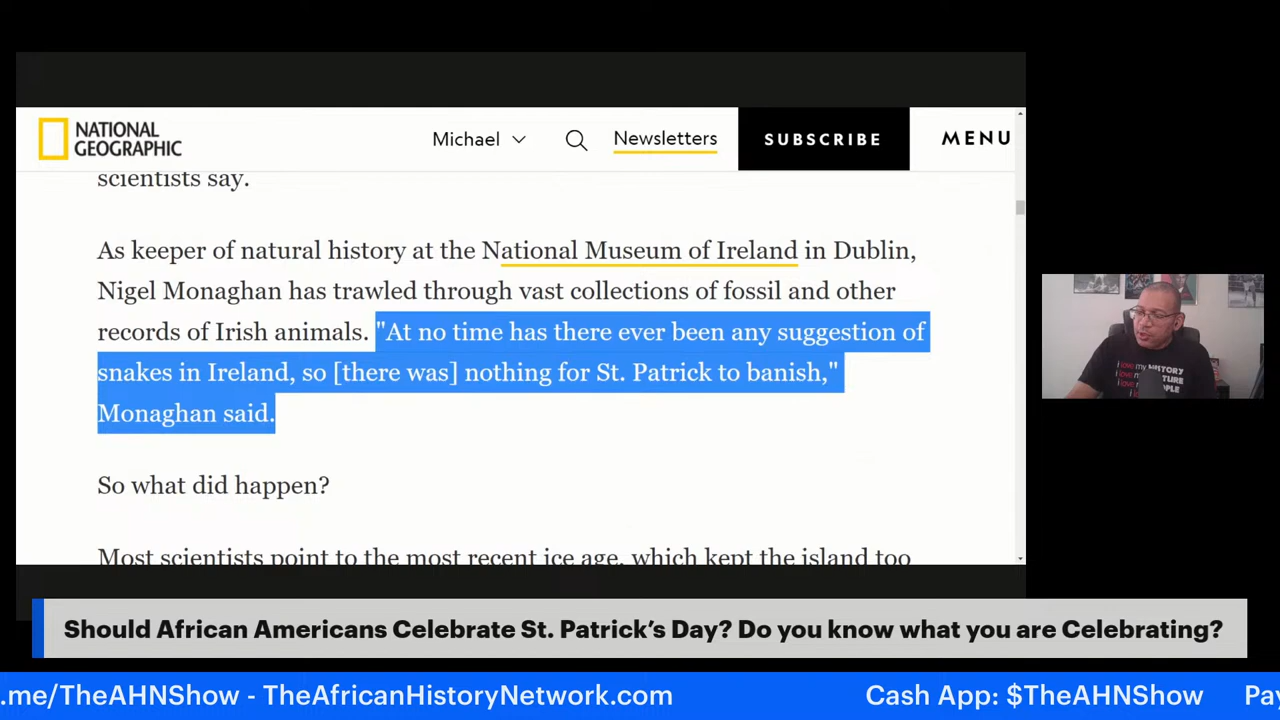 NATIONAL
GEOGRAPHIC
Michael
Newsletters
SUBSCRIBE
MENU
scientists say.
As keeper of natural history at the National Museum of Ireland in Dublin,
Nigel Monaghan has trawled through vast collections of fossil and other
records of Irish animals. "At no time has there ever been any suggestion of
snakes in Ireland, so [there was] nothing for St. Patrick to banish,"
Monaghan said.
So what did happen?
Most scientists point to the most recent ice age, which kept the island too
i love my HISTORY
Should African Americans Celebrate St. Patrick's Day? Do you know what you are Celebrating?
.me/TheAHNShow - TheAfricanHistoryNetwork.com
Cash App: $TheAHNShow
Pay